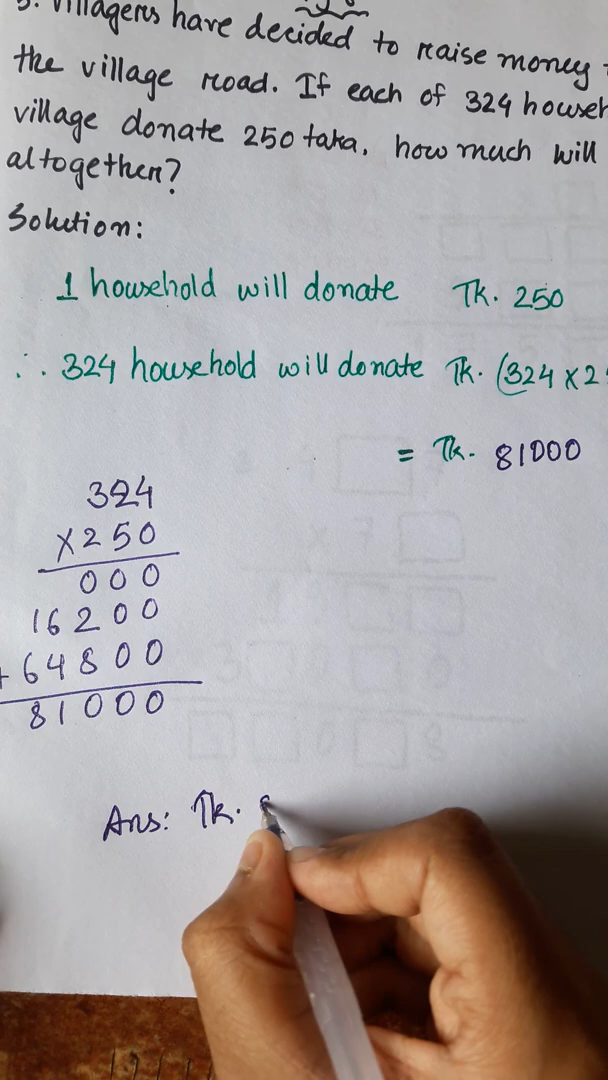 Villagers have decided to raise money
the village road. If each of 324 househ
village donate 250 taka. how much will
altogether?
Solution:
1 household will donate Tk. 250
∴ 324 household will donate Tk. (324 × 2
= Tk. 81000
324
×250
000
16200
+64800
81000
Ans: Tk.